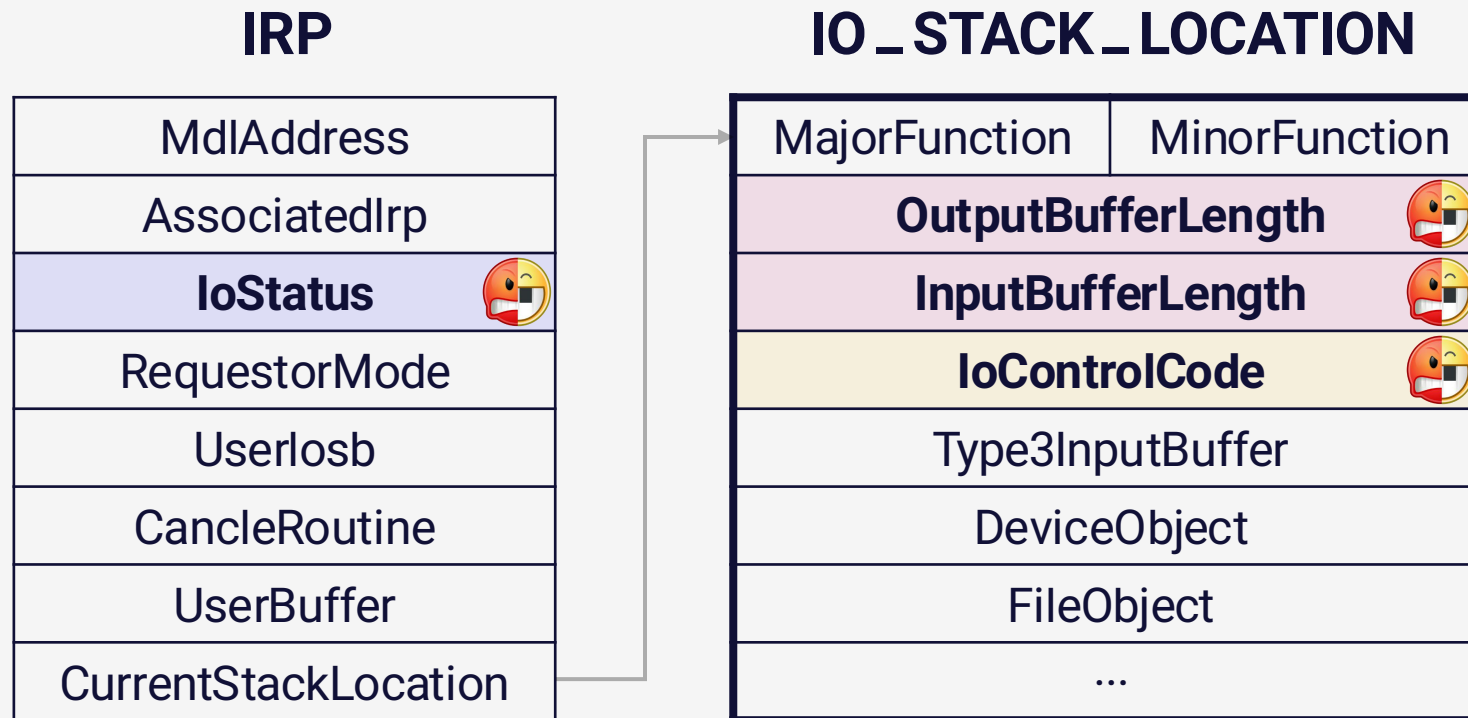 IRP
MdlAddress
AssociatedIrp
IoStatus
RequestorMode
UserIosb
CancleRoutine
UserBuffer
CurrentStackLocation
IO_STACK_LOCATION
MajorFunction MinorFunction
OutputBufferLength
InputBufferLength
IoControlCode
Type3InputBuffer
DeviceObject
FileObject
...